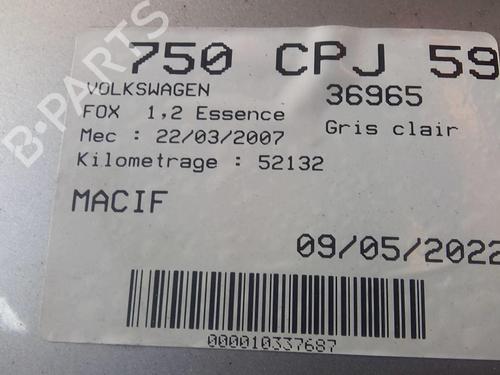 750 CPJ 59
VOLKSWAGEN 36965
FOX 1,2 Essence Gris clair
Mec : 22/03/2007
Kilometrage : 52132
MACIF
09/05/2022
000010337687
B-PARTS